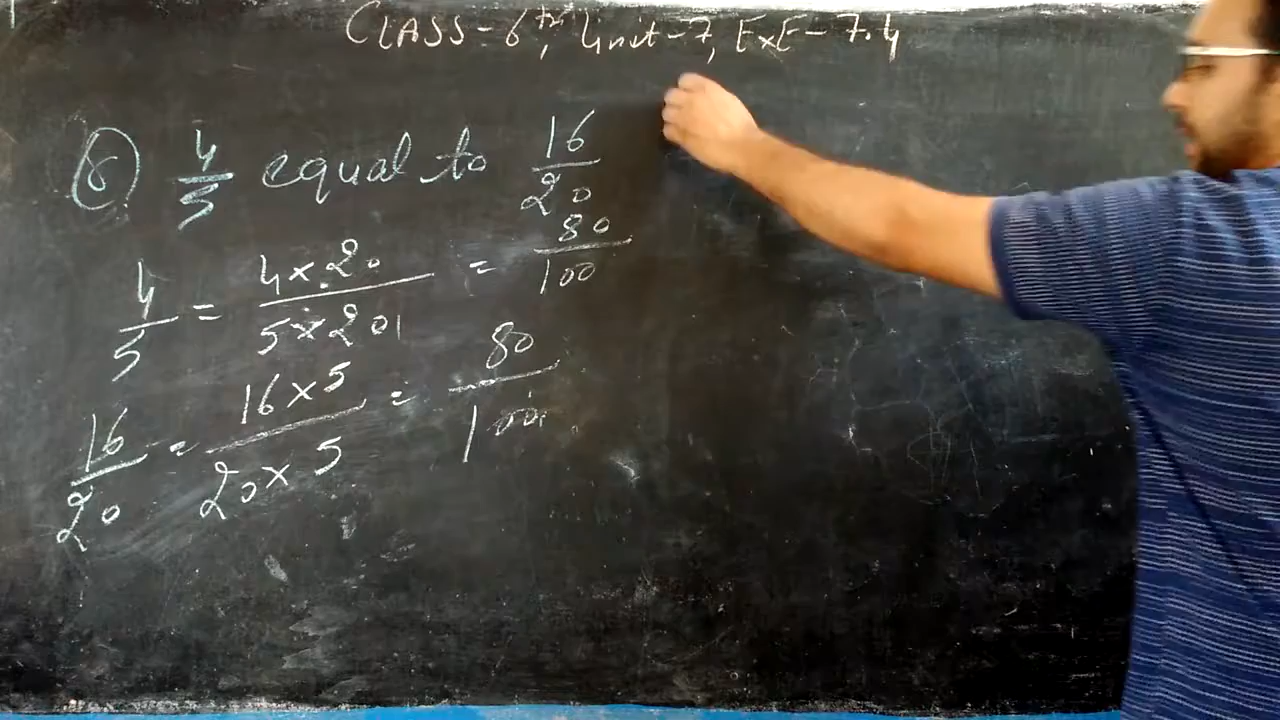 CLASS-6th, Unit-7, ExE-7.4
(8) 4/5 equal to 16/20
4/5 = 4×20/5×20 = 80/100
16/20 = 16×5/20×5 = 80/100